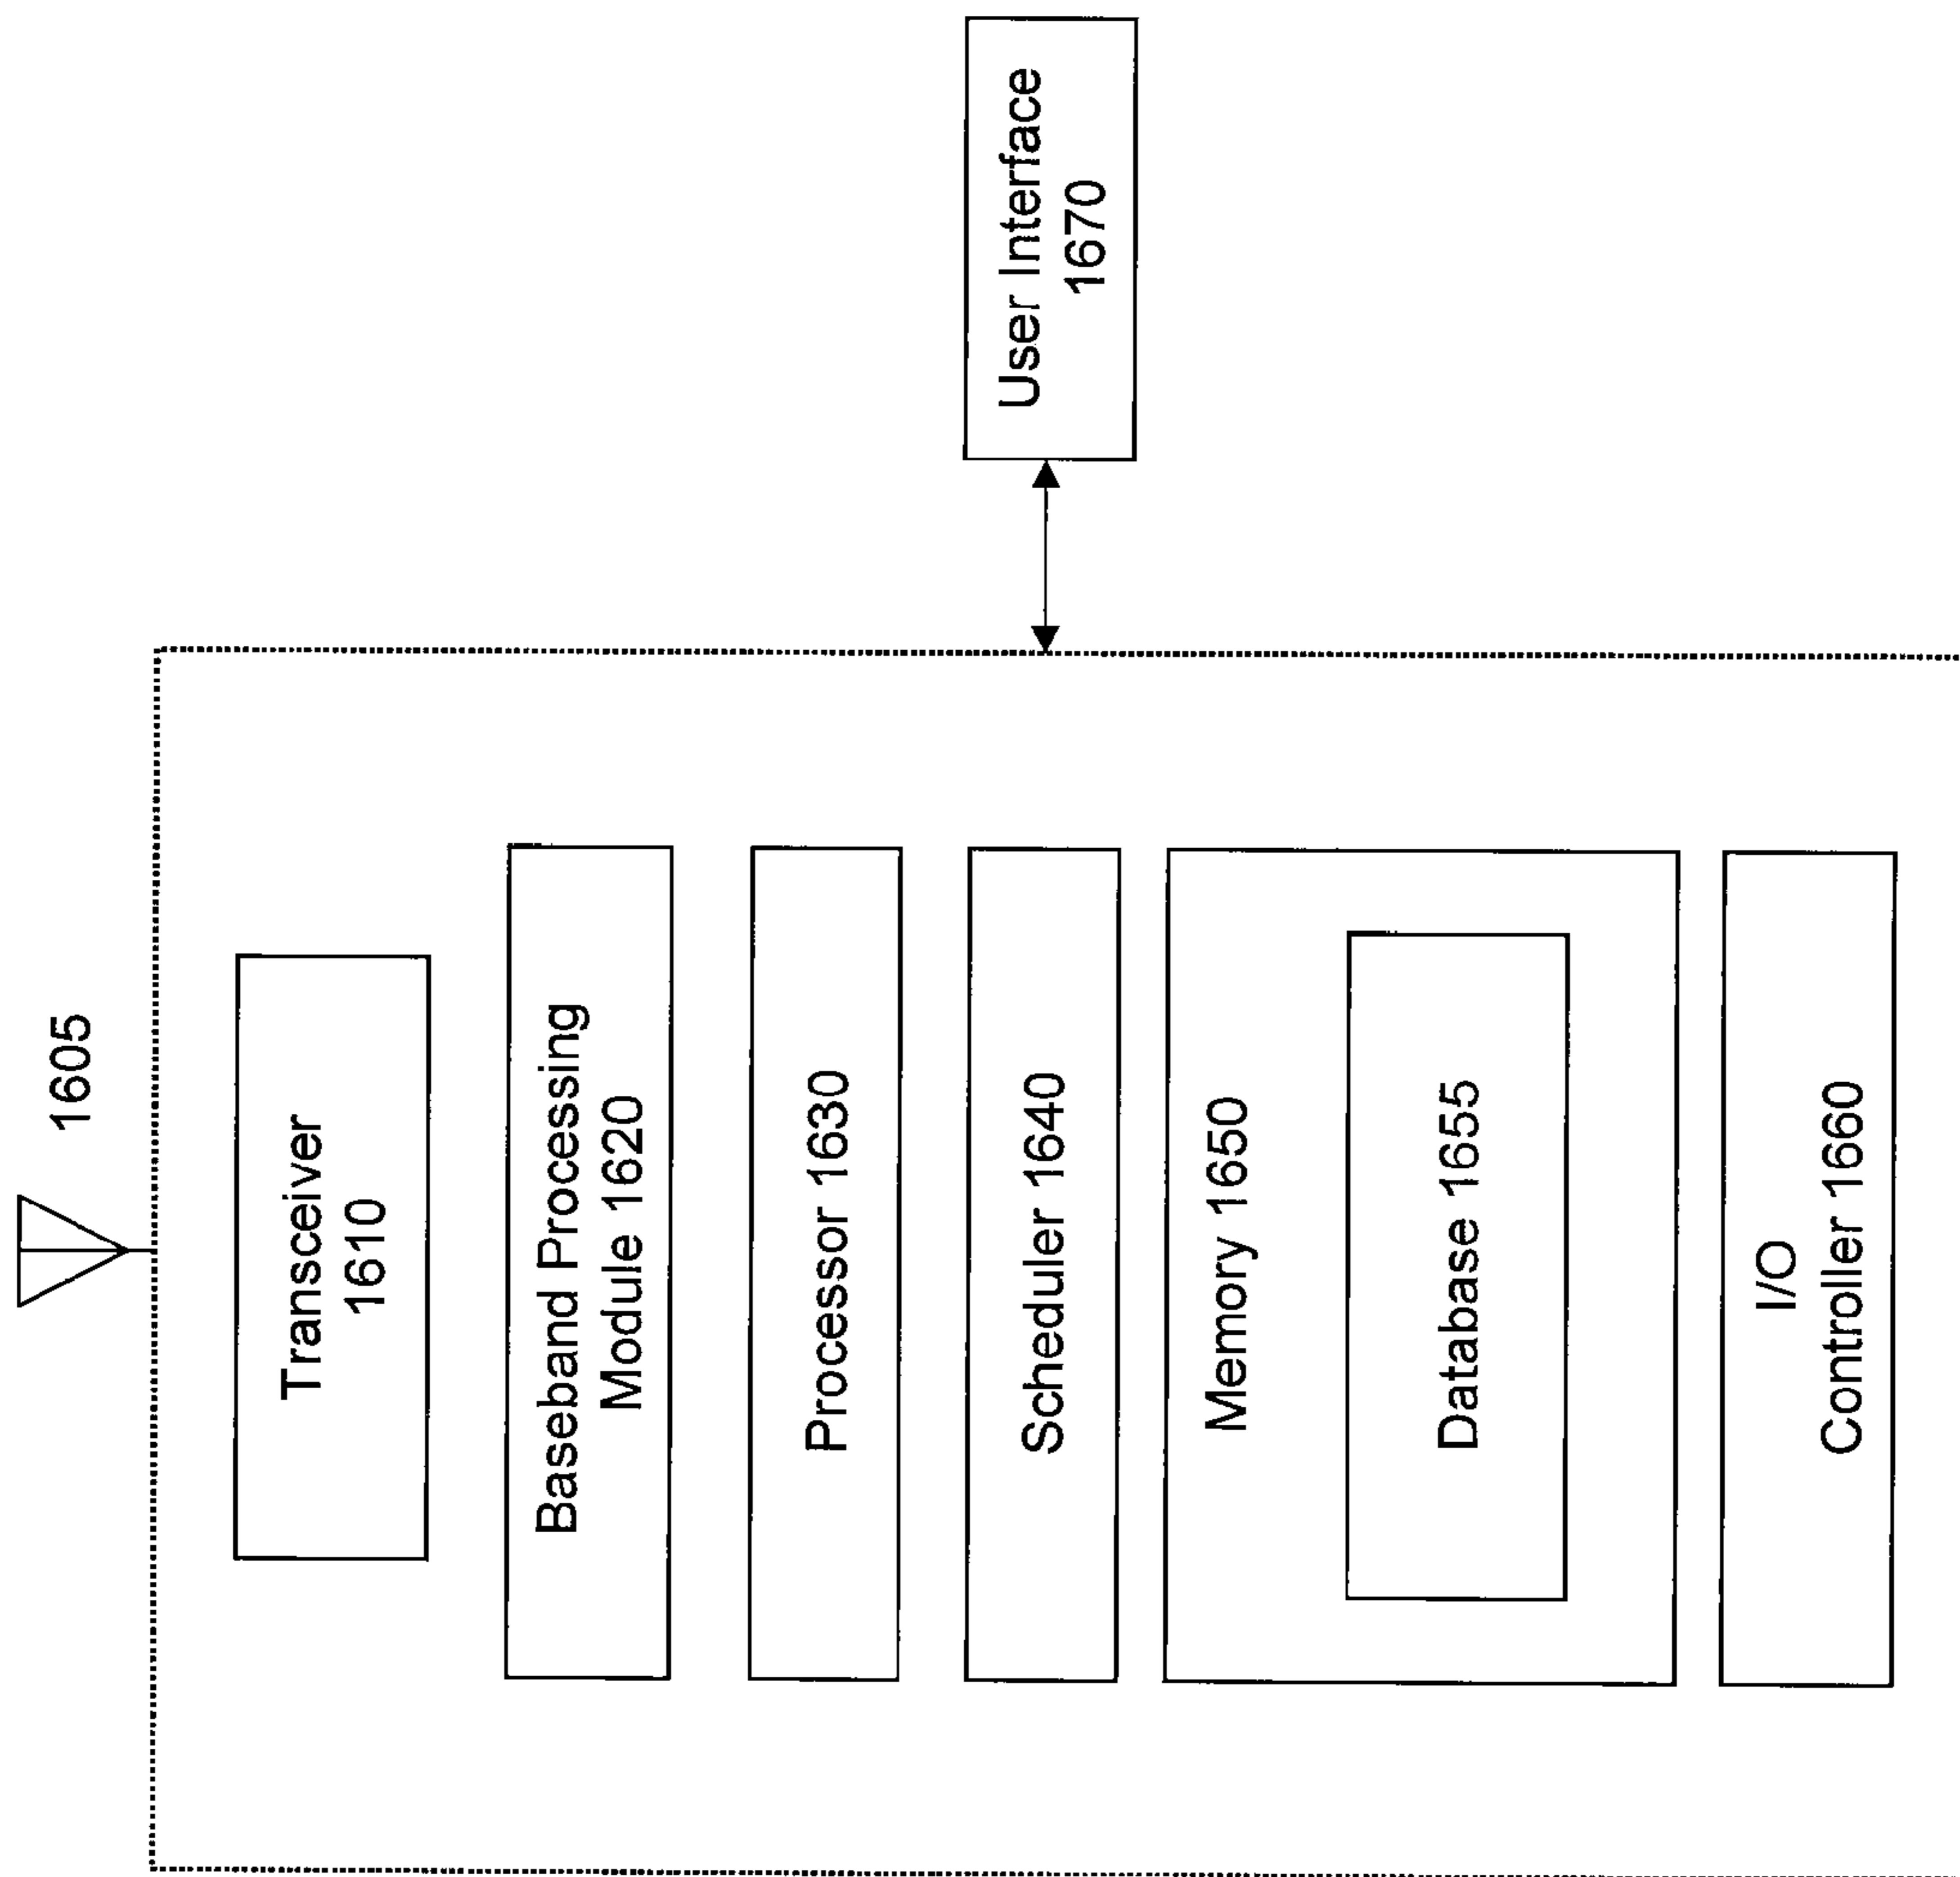 1605
Transceiver
1610
Baseband Processing
Module 1620
Processor 1630
Scheduler 1640
Memory 1650
Database 1655
I/O
Controller 1660
User Interface
1670